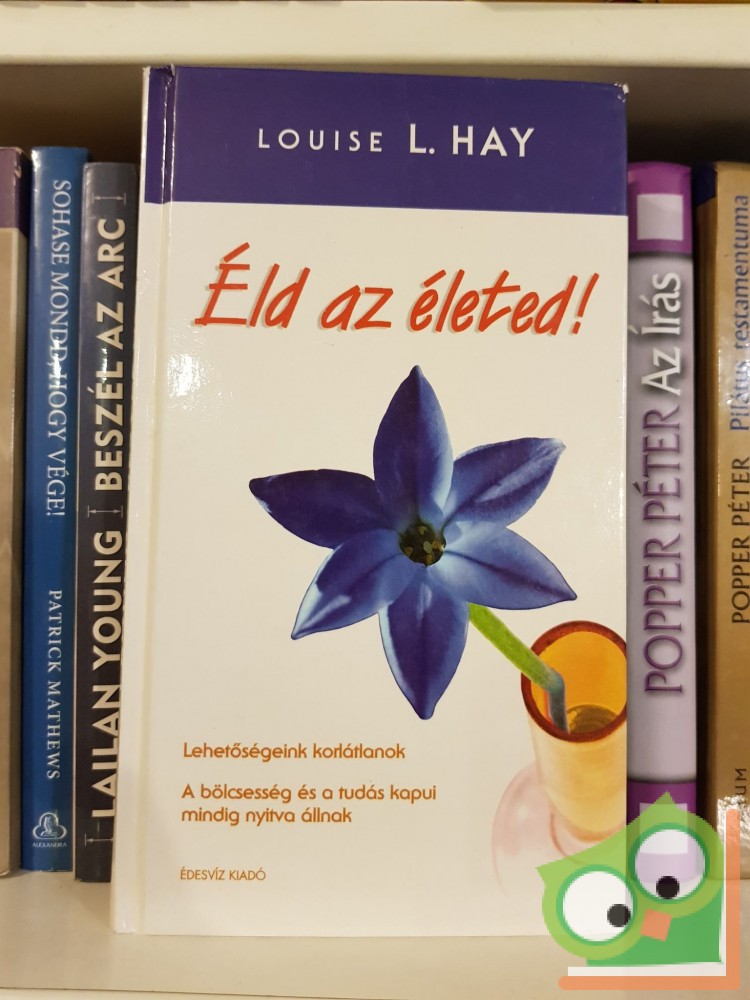 LOUISE L. HAY
Éld az életed!
Lehetőségeink korlátlanok
A bölcsesség és a tudás kapui
mindig nyitva állnak
ÉDESVÍZ KIADÓ
SOHASE MONDD, HOGY VÉGE!
PATRICK MATHEWS
ALEXANDRA
LAILAN YOUNG
BESZÉL AZ ARC
POPPER PÉTER Az Írás
POPPER PÉTER Pilátus testamentuma